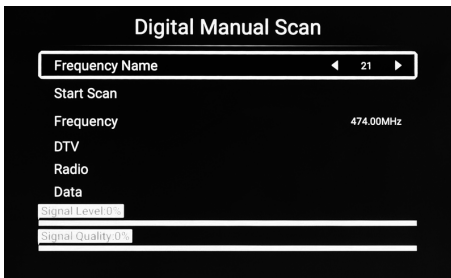 Digital Manual Scan
Frequency Name 21
Start Scan
Frequency 474.00MHz
DTV
Radio
Data
Signal Level:0%
Signal Quality:0%